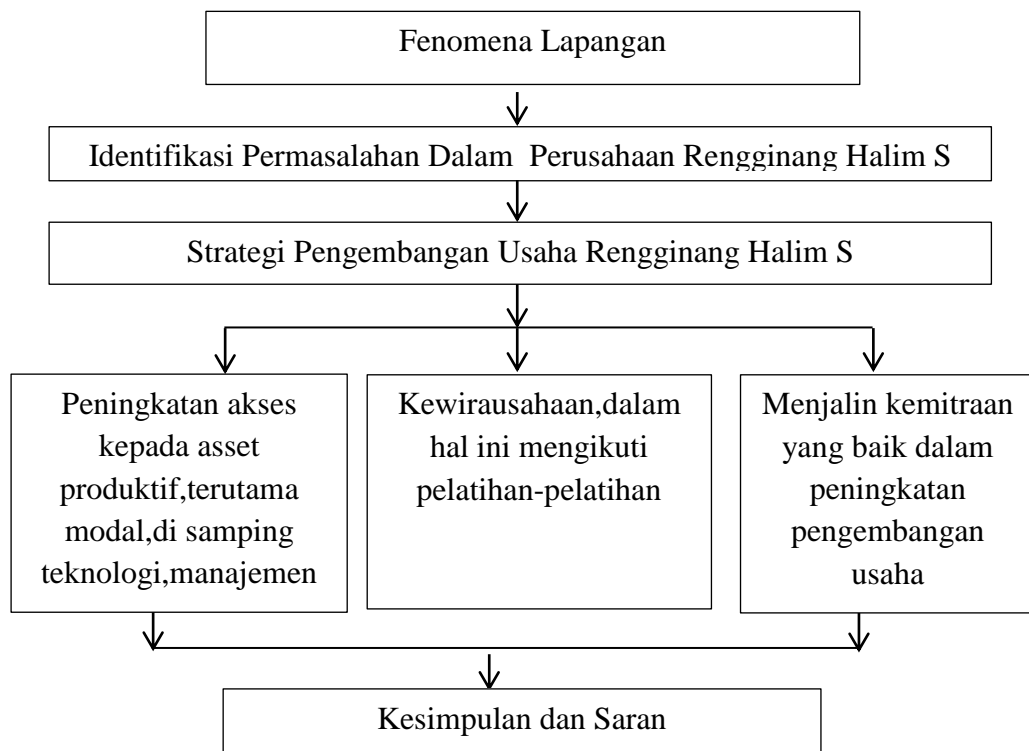 Fenomena Lapangan
Identifikasi Permasalahan Dalam Perusahaan Rengginang Halim S
Strategi Pengembangan Usaha Rengginang Halim S
Peningkatan akses
kepada asset
produktif,terutama
modal,di samping
teknologi,manajemen
Kewirausahaan,dalam
hal ini mengikuti
pelatihan-pelatihan
Menjalin kemitraan
yang baik dalam
peningkatan
pengembangan
usaha
Kesimpulan dan Saran